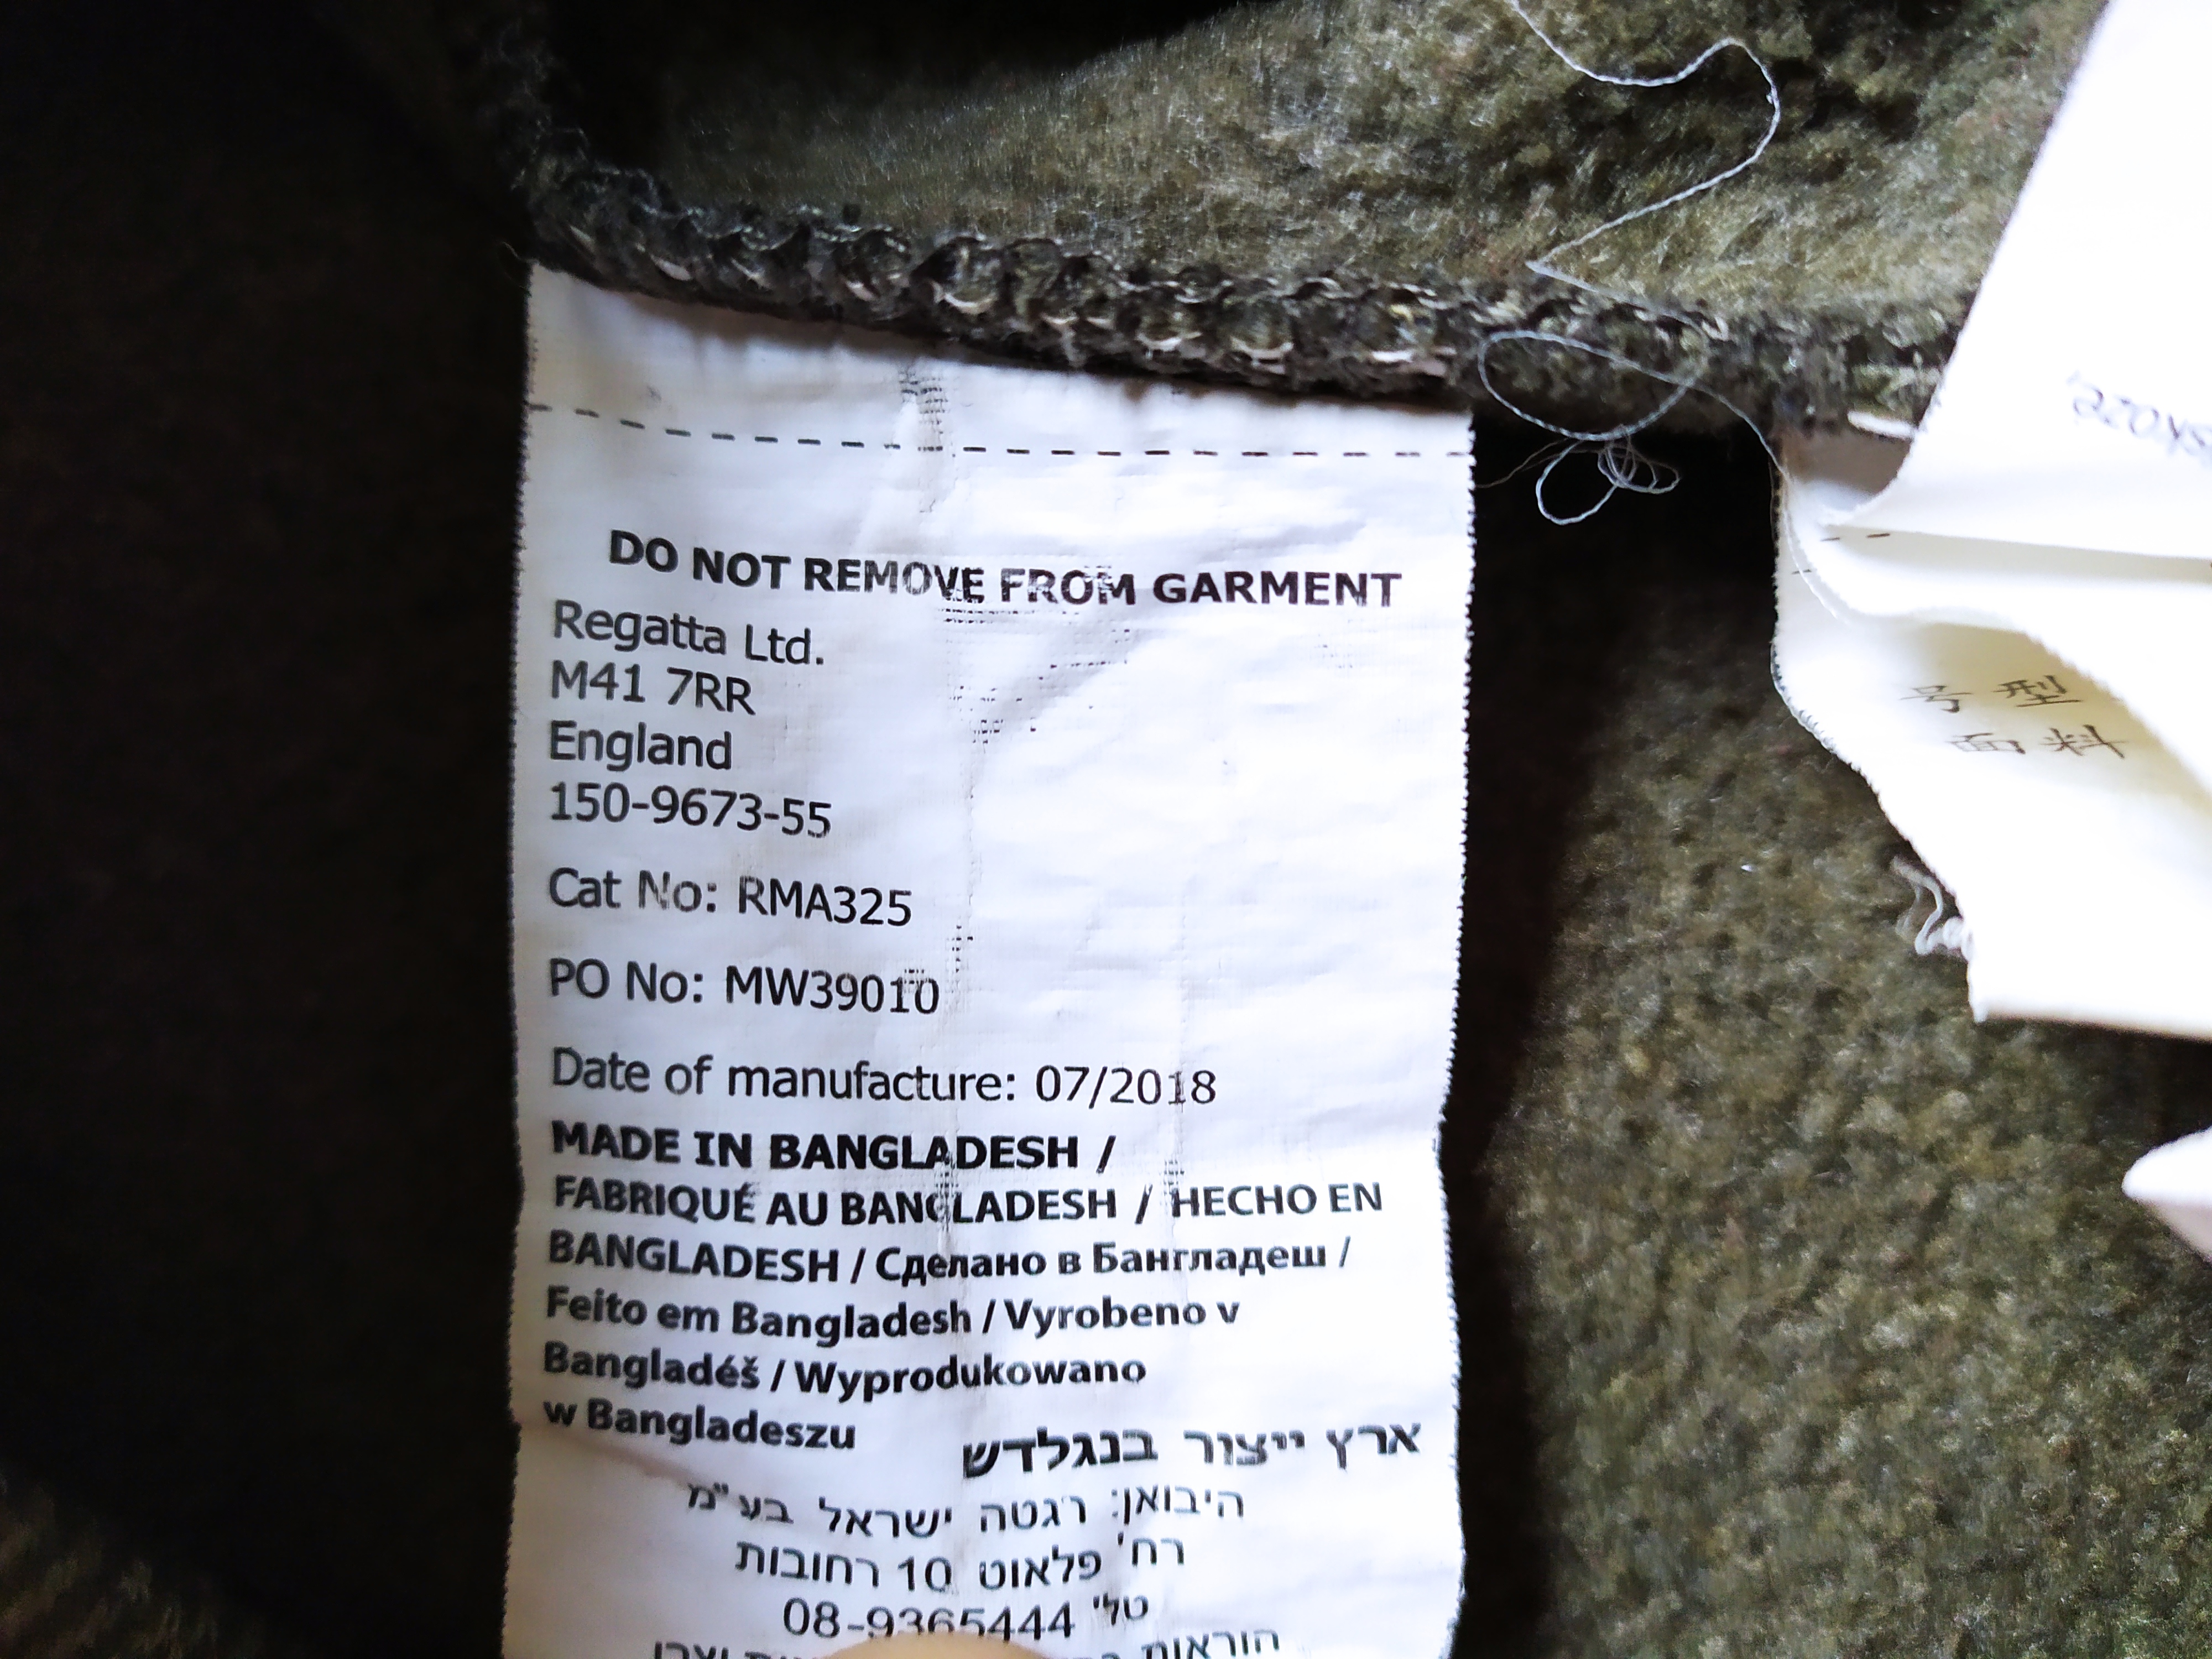 DO NOT REMOVE FROM GARMENT
Regatta Ltd.
M41 7RR
England
150-9673-55
Cat No: RMA325
PO No: MW39010
Date of manufacture: 07/2018
MADE IN BANGLADESH /
FABRIQUÉ AU BANGLADESH / HECHO EN
BANGLADESH / Сделано в Бангладеш /
Feito em Bangladesh / Vyrobeno v
Bangladéš / Wyprodukowano
w Bangladeszu
ארץ ייצור בנגלדש
היבואן: רגטה ישראל בע"מ
רח' פלאוט 10 רחובות
טל' 08-9365444
הוראות
号型
面料